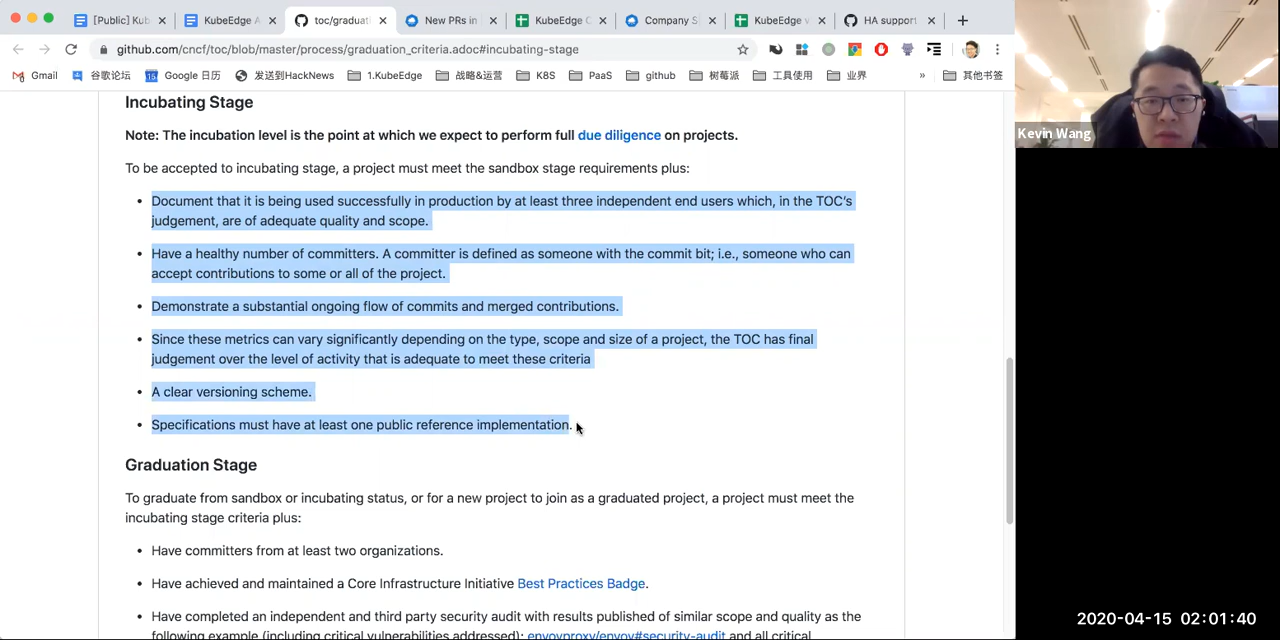 [Public] Kub
KubeEdge A
toc/graduati
New PRs in
KubeEdge C
Company S
KubeEdge v
HA support
github.com/cncf/toc/blob/master/process/graduation_criteria.adoc#incubating-stage
Gmail
谷歌论坛
Google 日历
发送到HackNews
1.KubeEdge
战略&运营
K8S
PaaS
github
树莓派
工具使用
业界
»
其他书签
Incubating Stage
Note: The incubation level is the point at which we expect to perform full due diligence on projects.
To be accepted to incubating stage, a project must meet the sandbox stage requirements plus:
• Document that it is being used successfully in production by at least three independent end users which, in the TOC's
judgement, are of adequate quality and scope.
• Have a healthy number of committers. A committer is defined as someone with the commit bit; i.e., someone who can
accept contributions to some or all of the project.
• Demonstrate a substantial ongoing flow of commits and merged contributions.
• Since these metrics can vary significantly depending on the type, scope and size of a project, the TOC has final
judgement over the level of activity that is adequate to meet these criteria
• A clear versioning scheme.
• Specifications must have at least one public reference implementation.
Graduation Stage
To graduate from sandbox or incubating status, or for a new project to join as a graduated project, a project must meet the
incubating stage criteria plus:
• Have committers from at least two organizations.
• Have achieved and maintained a Core Infrastructure Initiative Best Practices Badge.
• Have completed an independent and third party security audit with results published of similar scope and quality as the
following example (including critical vulnerabilities addressed): envoyproxy/envoy#security-audit and all critical
Kevin Wang
2020-04-15 02:01:40